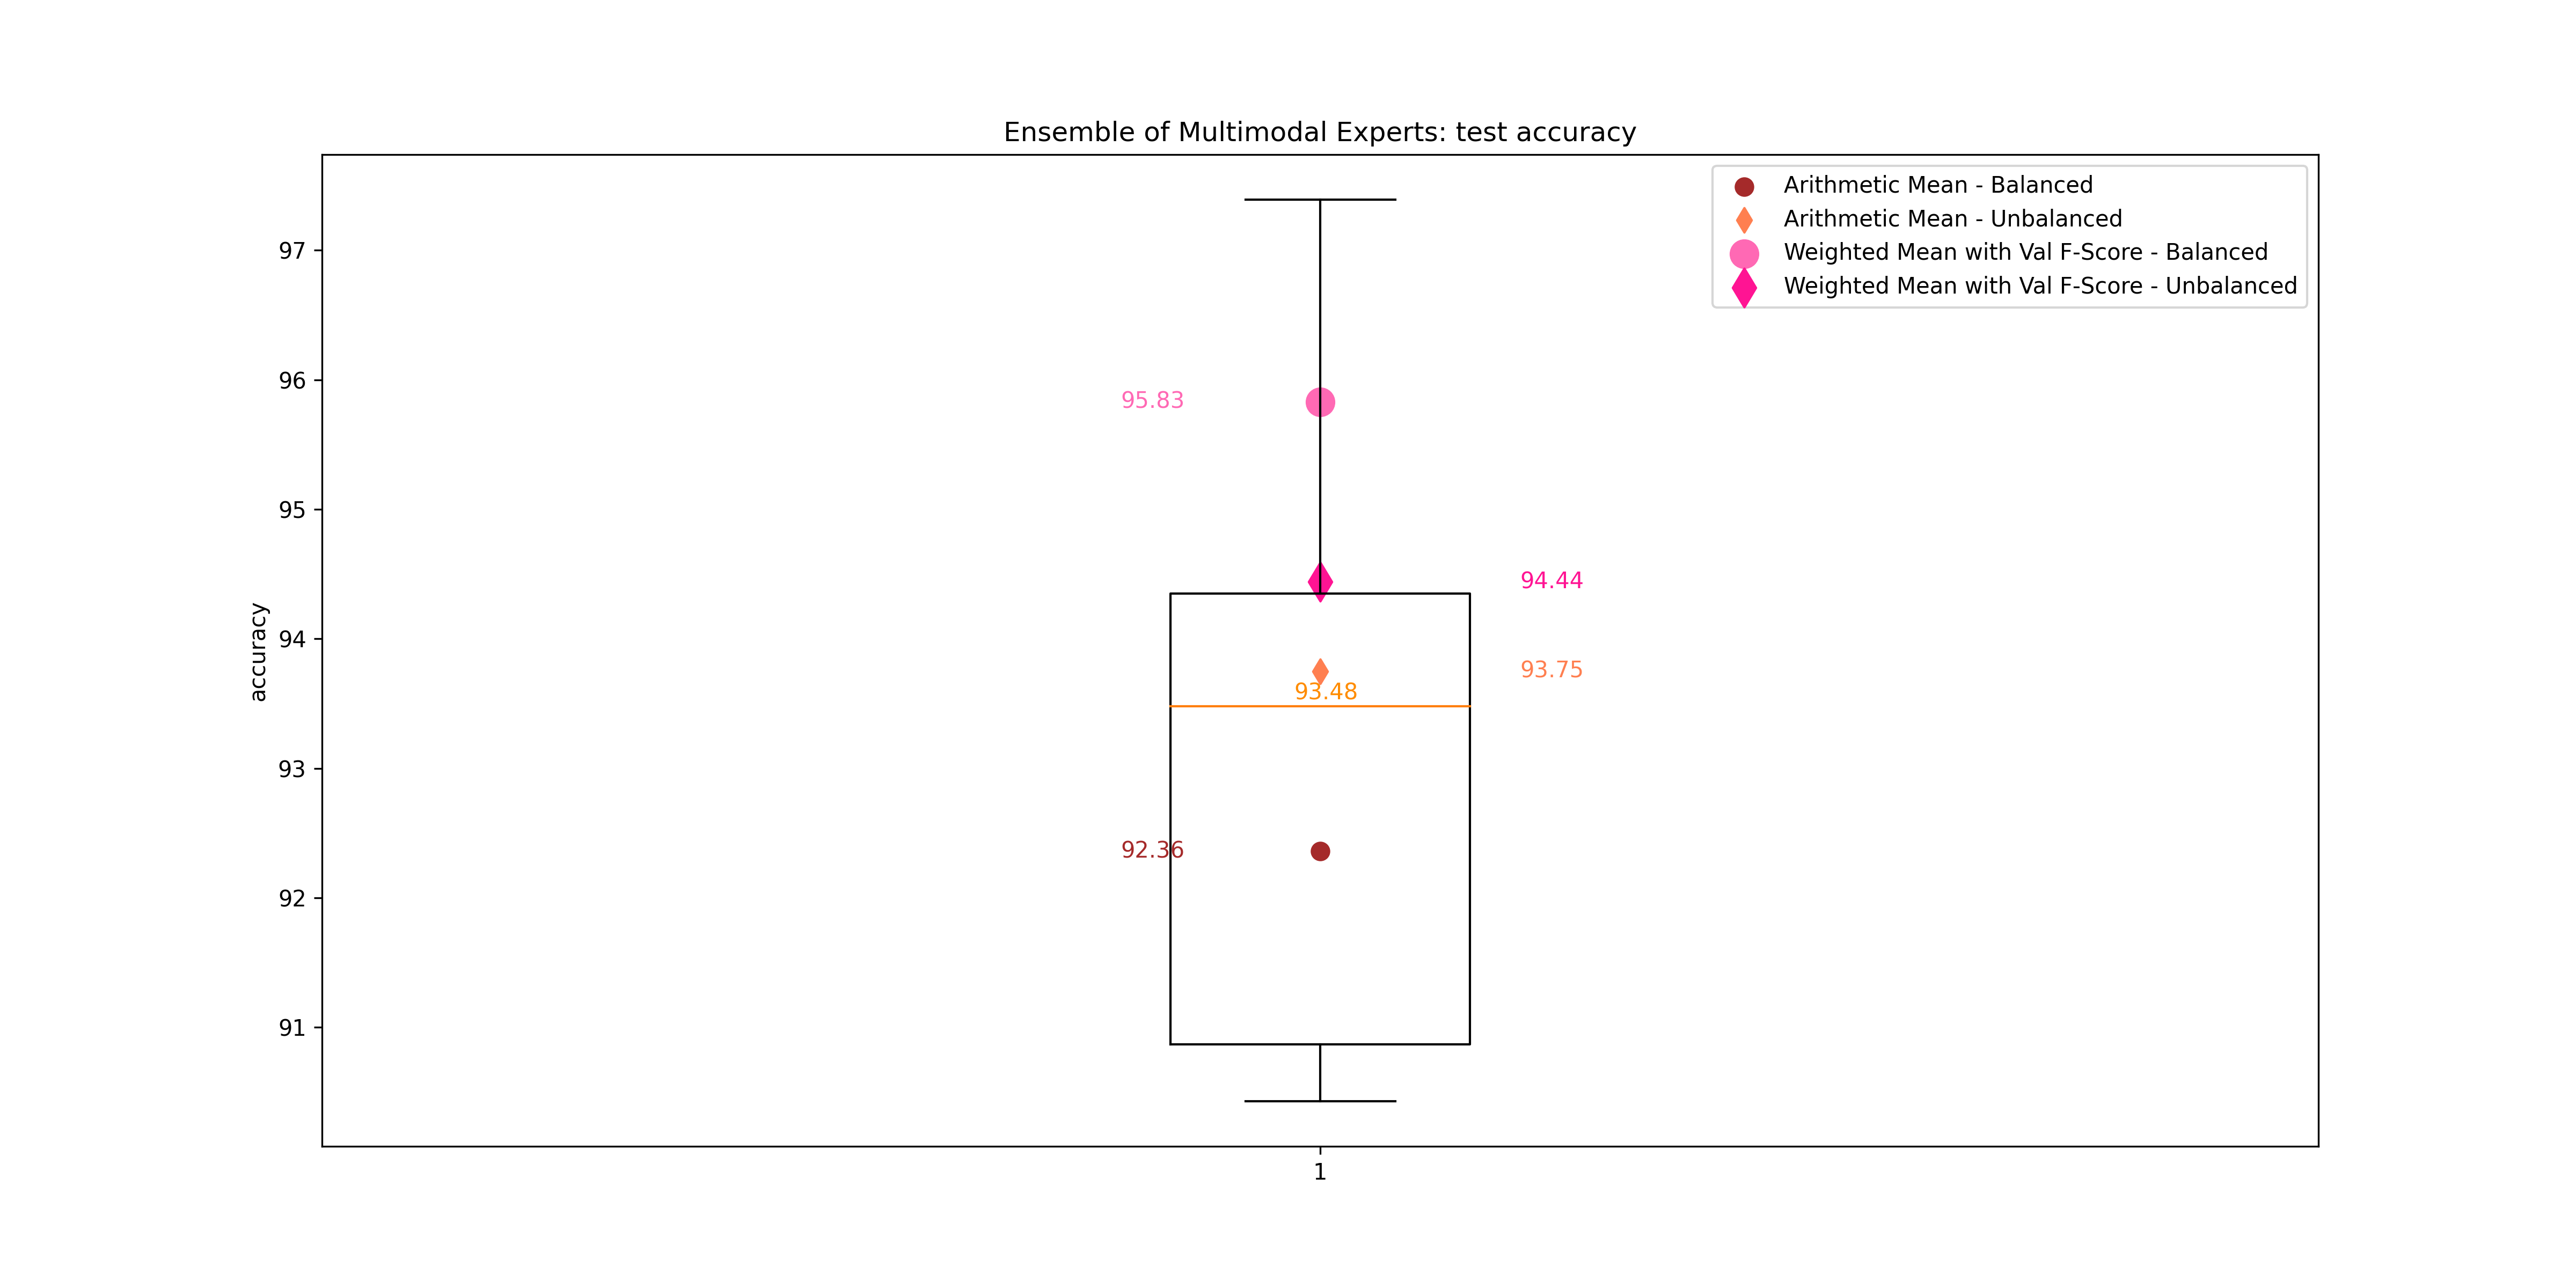 Ensemble of Multimodal Experts: test accuracy
Arithmetic Mean - Balanced
Arithmetic Mean - Unbalanced
Weighted Mean with Val F-Score - Balanced
Weighted Mean with Val F-Score - Unbalanced
97
96
95
94
93
92
91
accuracy
95.83
94.44
93.75
93.48
92.36
1